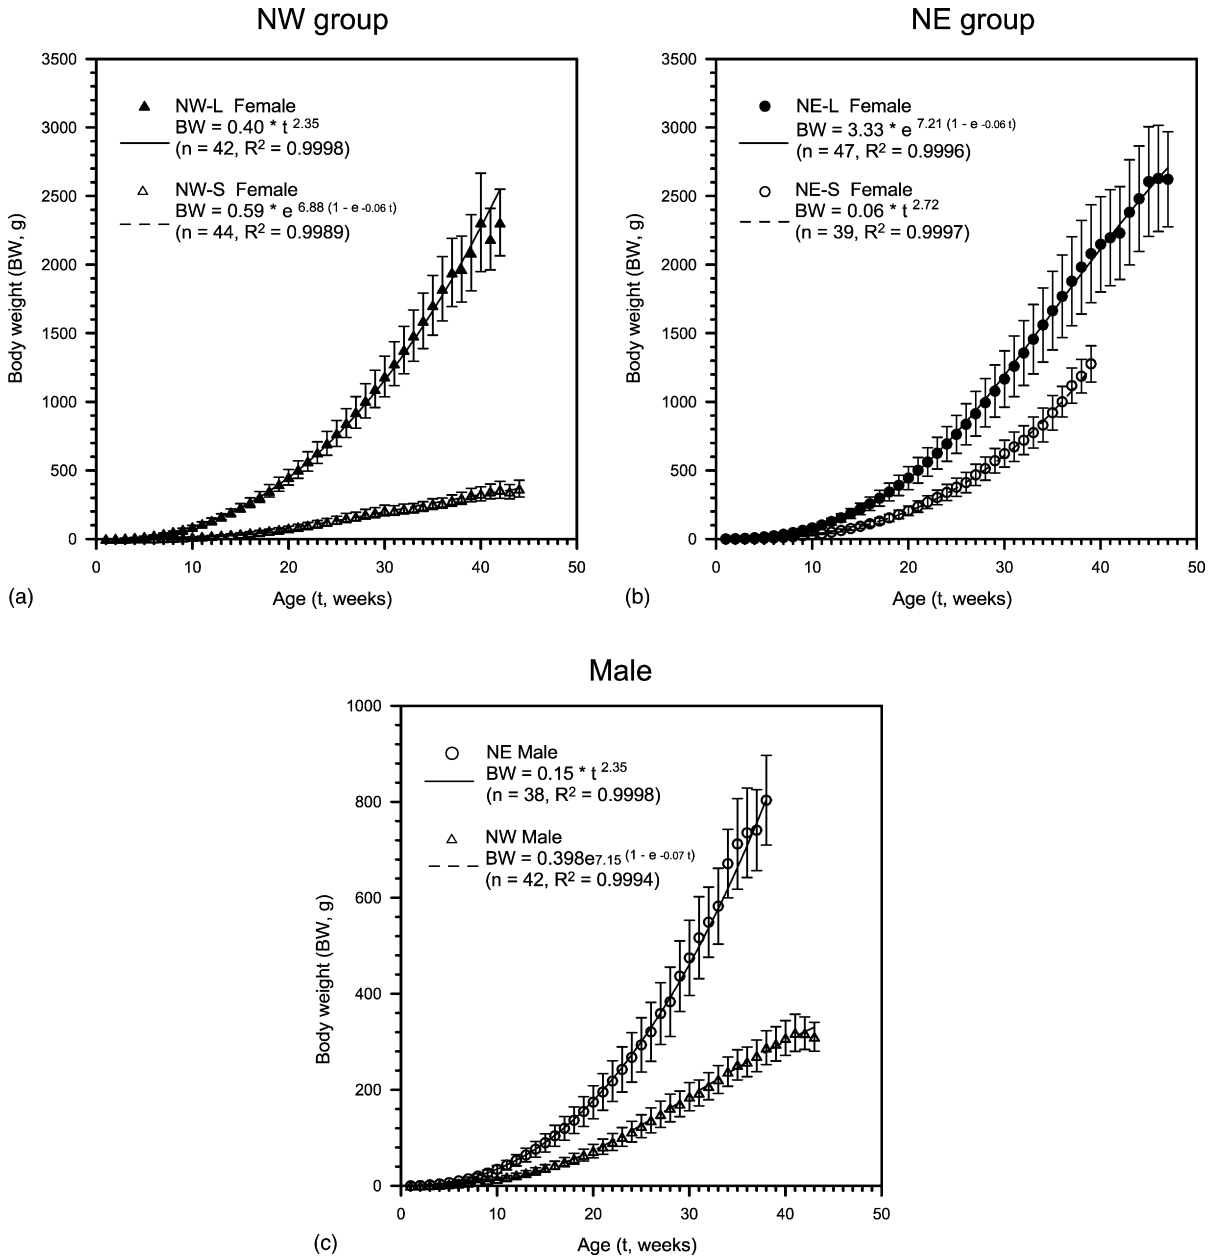 NW group
3500
3000
2500
2000
1500
1000
500
0
Body weight (BW, g)
NW-L Female
BW = 0.40 * t 2.35
(n = 42, R2 = 0.9998)
NW-S Female
BW = 0.59 * e 6.88 (1 - e -0.06 t)
(n = 44, R2 = 0.9989)
0 10 20 30 40 50
(a)
Age (t, weeks)
NE group
3500
3000
2500
2000
1500
1000
500
0
Body weight (BW, g)
NE-L Female
BW = 3.33 * e 7.21 (1 - e -0.06 t)
(n = 47, R2 = 0.9996)
NE-S Female
BW = 0.06 * t 2.72
(n = 39, R2 = 0.9997)
0 10 20 30 40 50
(b)
Age (t, weeks)
Male
1000
800
600
400
200
0
Body weight (BW, g)
NE Male
BW = 0.15 * t 2.35
(n = 38, R2 = 0.9998)
NW Male
BW = 0.398e7.15 (1 - e -0.07 t)
(n = 42, R2 = 0.9994)
0 10 20 30 40 50
(c)
Age (t, weeks)